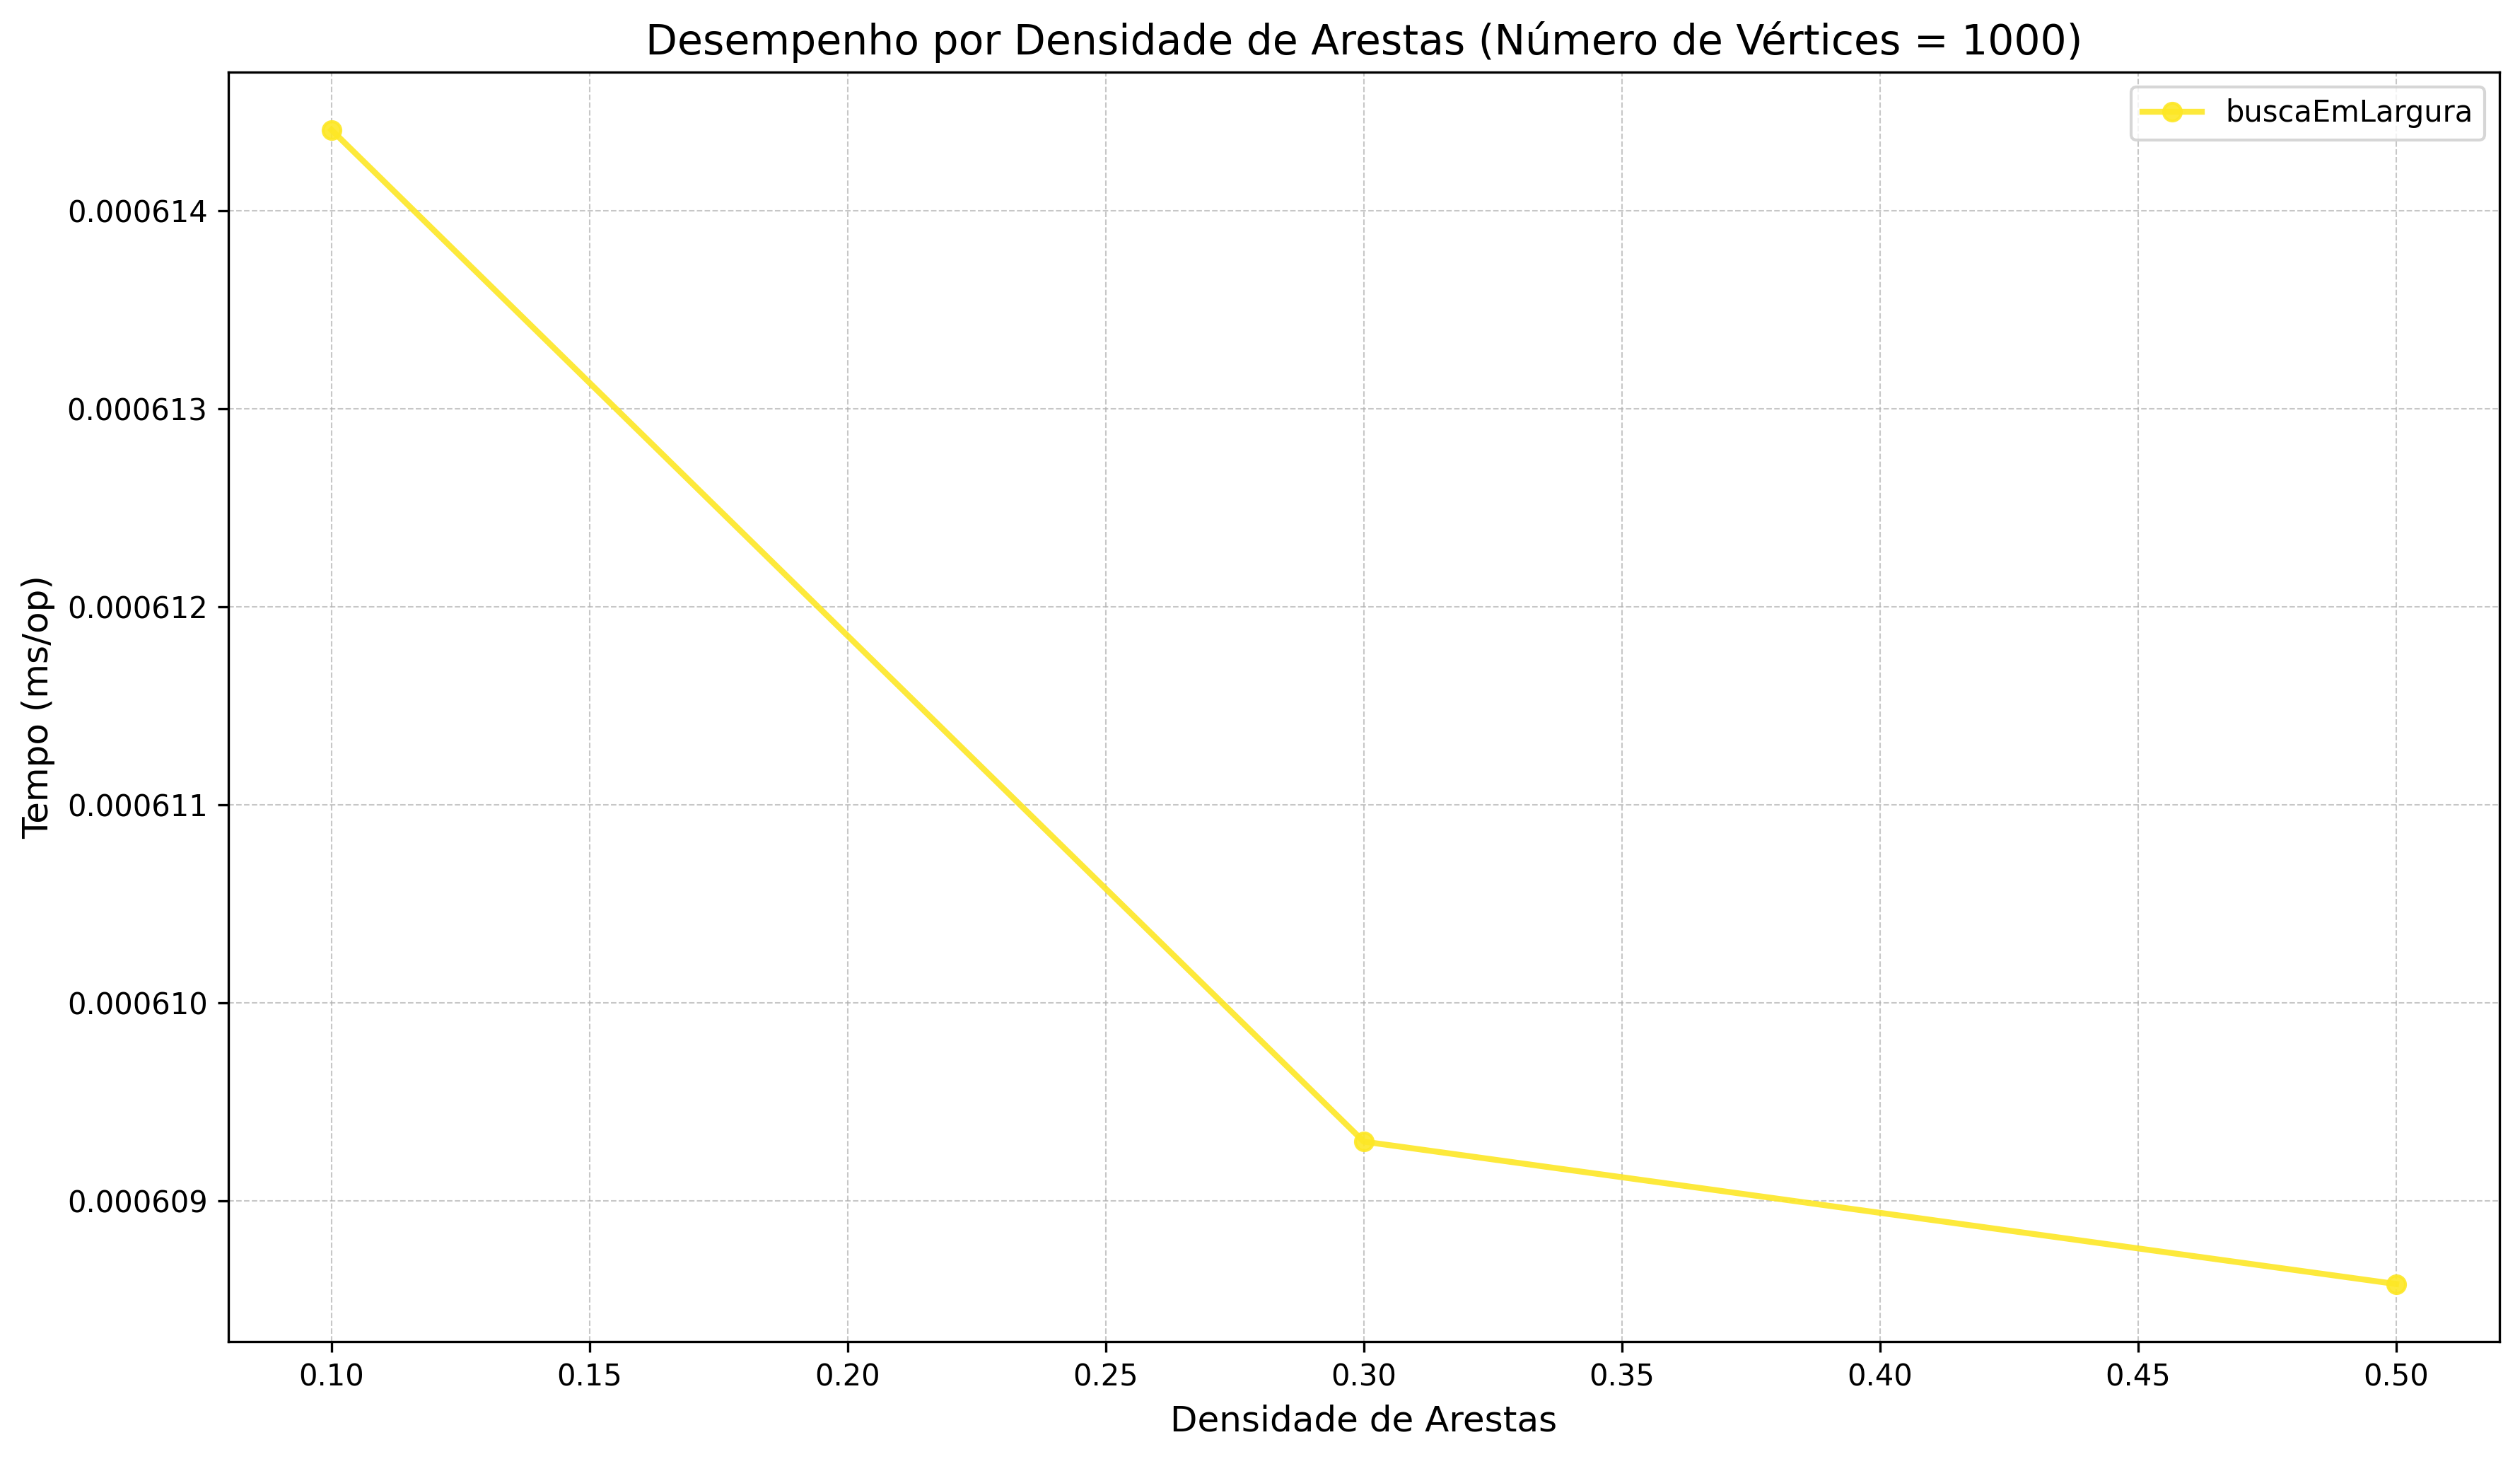 Desempenho por Densidade de Arestas (Número de Vértices = 1000)
buscaEmLargura
Tempo (ms/op)
0.000614
0.000613
0.000612
0.000611
0.000610
0.000609
0.10 0.15 0.20 0.25 0.30 0.35 0.40 0.45 0.50
Densidade de Arestas